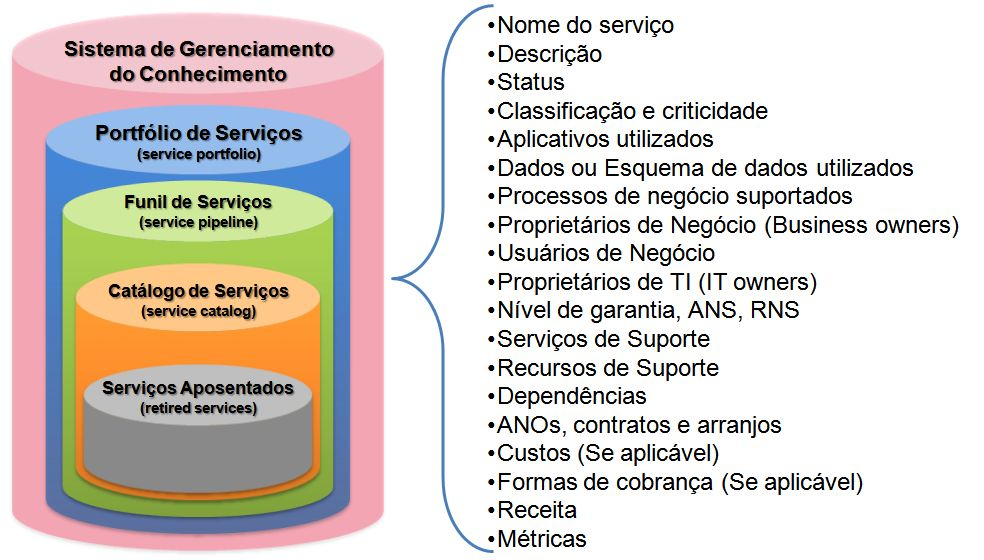 Sistema de Gerenciamento
do Conhecimento
Portfólio de Serviços
(service portfolio)
Funil de Serviços
(service pipeline)
Catálogo de Serviços
(service catalog)
Serviços Aposentados
(retired services)
•Nome do serviço
•Descrição
•Status
•Classificação e criticidade
•Aplicativos utilizados
•Dados ou Esquema de dados utilizados
•Processos de negócio suportados
•Proprietários de Negócio (Business owners)
•Usuários de Negócio
•Proprietários de TI (IT owners)
•Nível de garantia, ANS, RNS
•Serviços de Suporte
•Recursos de Suporte
•Dependências
•ANOs, contratos e arranjos
•Custos (Se aplicável)
•Formas de cobrança (Se aplicável)
•Receita
•Métricas